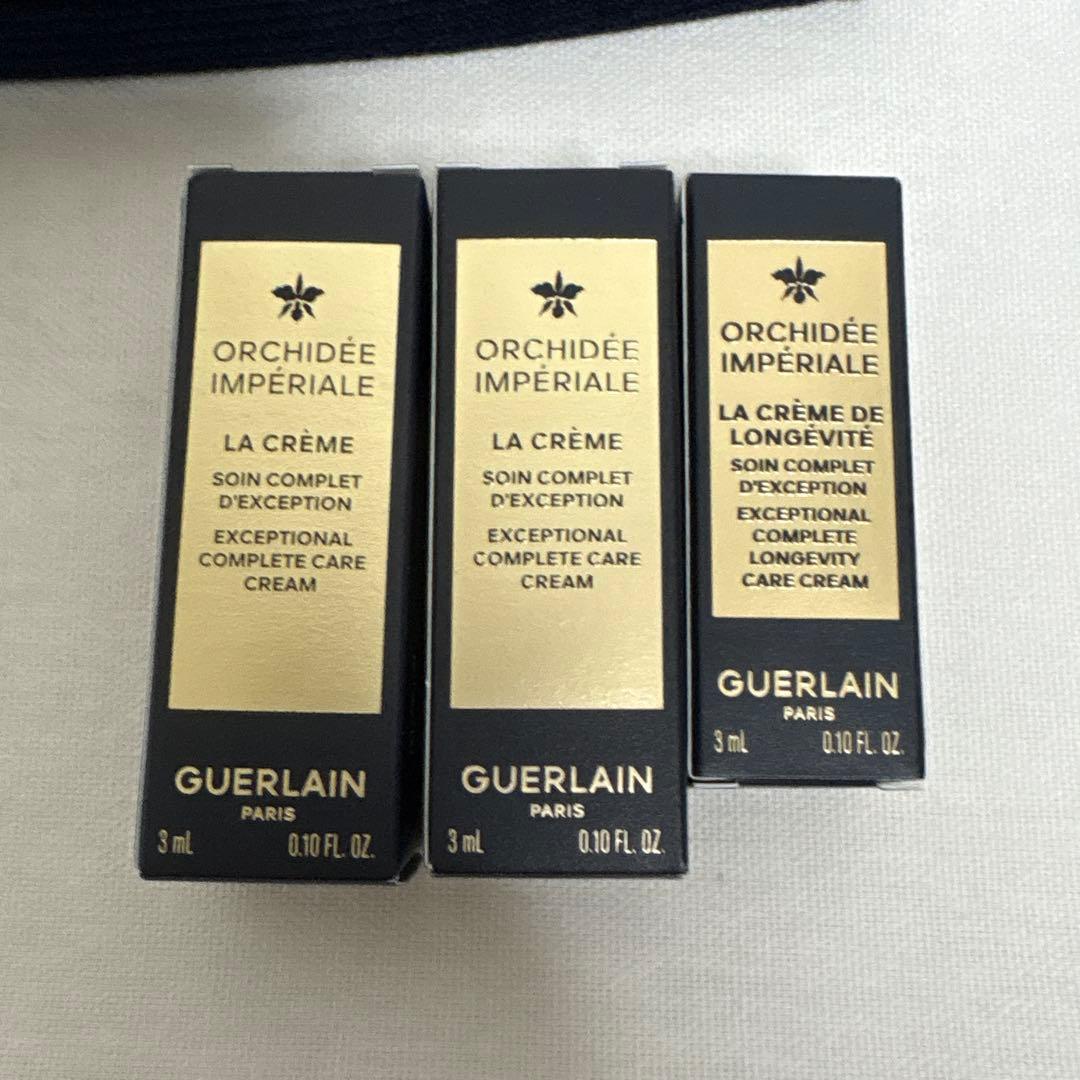 ORCHIDÉE
IMPÉRIALE
LA CRÈME
SOIN COMPLET
D'EXCEPTION
EXCEPTIONAL
COMPLETE CARE
CREAM
GUERLAIN
PARIS
3 mL 0.10 FL. OZ.
ORCHIDÉE
IMPÉRIALE
LA CRÈME
SOIN COMPLET
D'EXCEPTION
EXCEPTIONAL
COMPLETE CARE
CREAM
GUERLAIN
PARIS
3 mL 0.10 FL. OZ.
ORCHIDÉE
IMPÉRIALE
LA CRÈME DE
LONGÉVITÉ
SOIN COMPLET
D'EXCEPTION
EXCEPTIONAL
COMPLETE
LONGEVITY
CARE CREAM
GUERLAIN
PARIS
3 mL 0.10 FL. OZ.